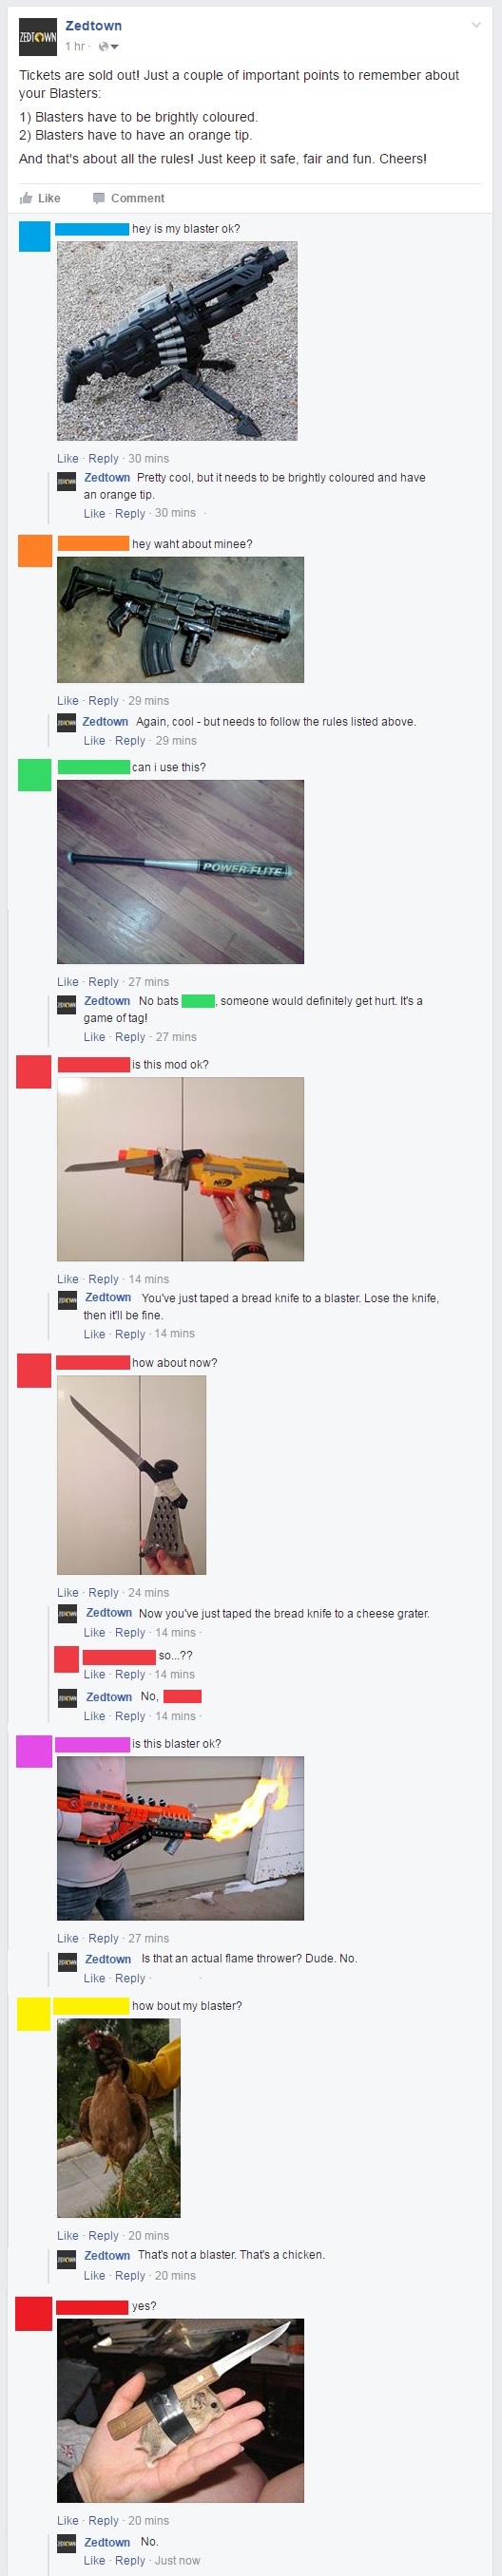 ZEDTOWN
Zedtown
1 hr ·
Tickets are sold out! Just a couple of important points to remember about
your Blasters:
1) Blasters have to be brightly coloured.
2) Blasters have to have an orange tip.
And that's about all the rules! Just keep it safe, fair and fun. Cheers!
Like Comment
hey is my blaster ok?
Like · Reply · 30 mins
Zedtown Pretty cool, but it needs to be brightly coloured and have
an orange tip.
Like · Reply · 30 mins ·
hey waht about minee?
Like · Reply · 29 mins
Zedtown Again, cool - but needs to follow the rules listed above.
Like · Reply · 29 mins
can i use this?
POWER-FLITE
Like · Reply · 27 mins
Zedtown No bats , someone would definitely get hurt. It's a
game of tag!
Like · Reply · 27 mins
is this mod ok?
NERF
Like · Reply · 14 mins
Zedtown You've just taped a bread knife to a blaster. Lose the knife,
then it'll be fine.
Like · Reply · 14 mins
how about now?
Like · Reply · 24 mins
Zedtown Now you've just taped the bread knife to a cheese grater.
Like · Reply · 14 mins ·
so...??
Like · Reply · 14 mins
Zedtown No,
Like · Reply · 14 mins ·
is this blaster ok?
Like · Reply · 27 mins
Zedtown Is that an actual flame thrower? Dude. No.
Like · Reply · ·
how bout my blaster?
Like · Reply · 20 mins
Zedtown That's not a blaster. That's a chicken.
Like · Reply · 20 mins
yes?
Like · Reply · 20 mins
Zedtown No.
Like · Reply · Just now